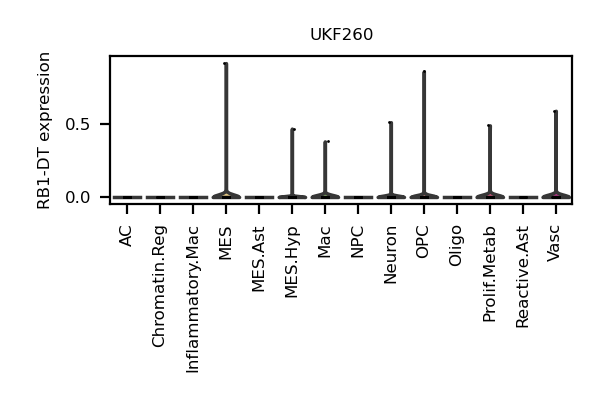 UKF260
RB1-DT expression
0.5
0.0
AC
Chromatin.Reg
Inflammatory.Mac
MES
MES.Ast
MES.Hyp
Mac
NPC
Neuron
OPC
Oligo
Prolif.Metab
Reactive.Ast
Vasc